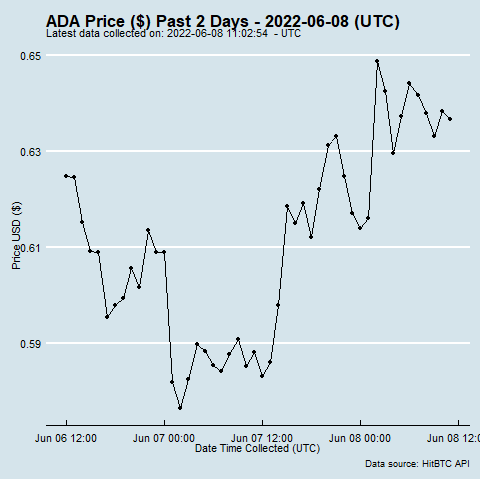 ADA Price ($) Past 2 Days - 2022-06-08 (UTC)
Latest data collected on: 2022-06-08 11:02:54  - UTC
0.65
0.63
0.61
0.59
Price USD ($)
Jun 06 12:00 Jun 07 00:00 Jun 07 12:00 Jun 08 00:00 Jun 08 12:00
Date Time Collected (UTC)
Data source: HitBTC API